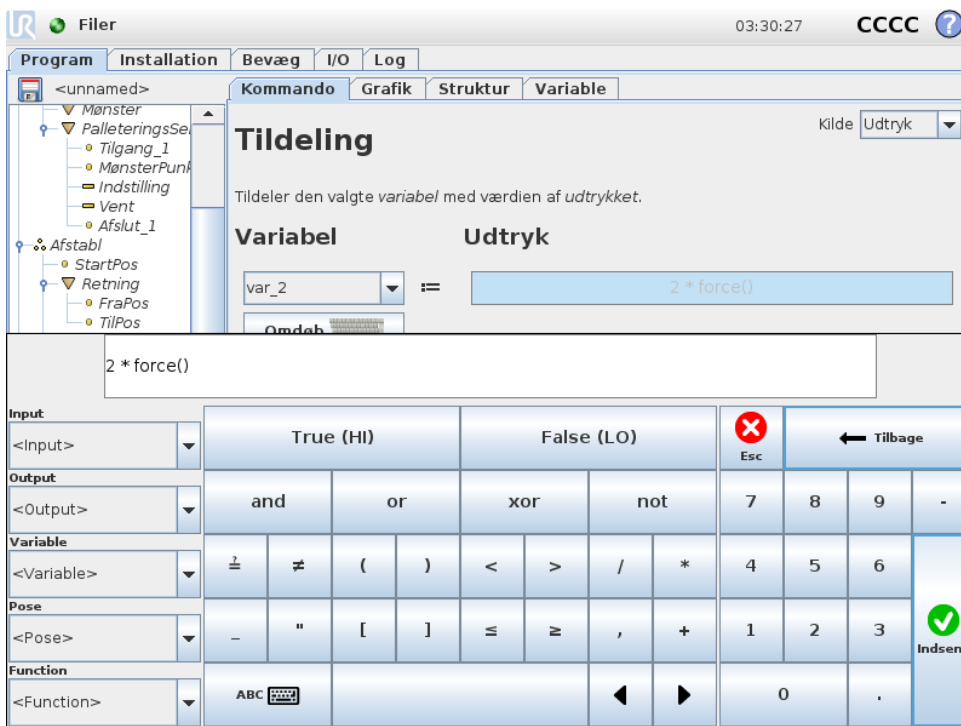 UR Filer 03:30:27 CCCC ?
Program Installation Bevæg I/O Log
<unnamed>
Kommando Grafik Struktur Variable
Mønster
PalleteringsSe
Tilgang_1
MønsterPunk
Indstilling
Vent
Afslut_1
Afstabl
StartPos
Retning
FraPos
TilPos
Tildeling
Kilde Udtryk
Tildeler den valgte variabel med værdien af udtrykket.
Variabel Udtryk
var_2 := 2 * force()
Omdøb
2 * force()
Input
<Input>
Output
<Output>
Variable
<Variable>
Pose
<Pose>
Function
<Function>
True (HI) False (LO) Esc Tilbage
and or xor not 7 8 9 -
≟ ≠ ( ) < > / * 4 5 6
_ " [ ] ≤ ≥ , + 1 2 3 Indsen
ABC 0 .